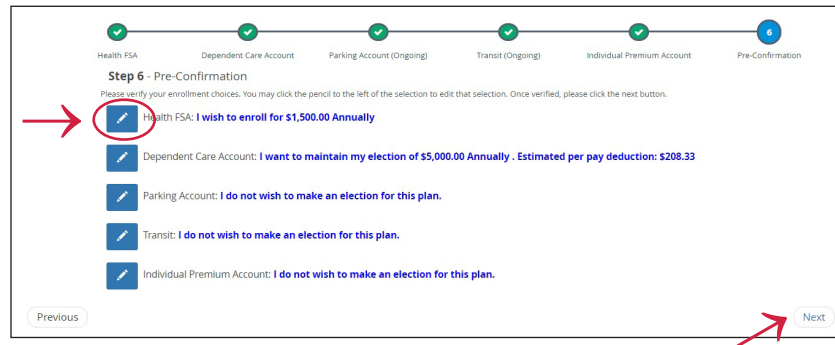 6
Health FSA Dependent Care Account Parking Account (Ongoing) Transit (Ongoing) Individual Premium Account Pre-Confirmation
Step 6 - Pre-Confirmation
Please verify your enrollment choices. You may click the pencil to the left of the selection to edit that selection. Once verified, please click the next button.
Health FSA: I wish to enroll for $1,500.00 Annually
Dependent Care Account: I want to maintain my election of $5,000.00 Annually . Estimated per pay deduction: $208.33
Parking Account: I do not wish to make an election for this plan.
Transit: I do not wish to make an election for this plan.
Individual Premium Account: I do not wish to make an election for this plan.
Previous Next